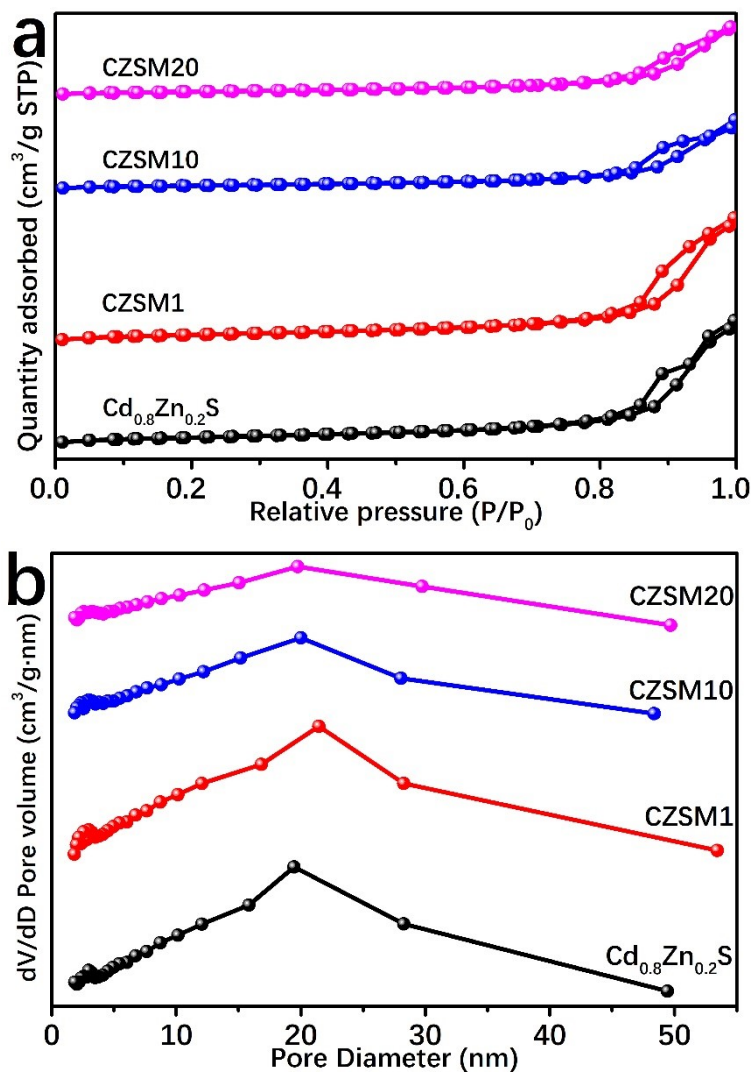 a
Quantity adsorbed (cm³/g STP)
CZSM20
CZSM10
CZSM1
Cd₀.₈Zn₀.₂S
0.0 0.2 0.4 0.6 0.8 1.0
Relative pressure (P/P₀)
b
dV/dD Pore volume (cm³/g·nm)
CZSM20
CZSM10
CZSM1
Cd₀.₈Zn₀.₂S
0 10 20 30 40 50
Pore Diameter (nm)